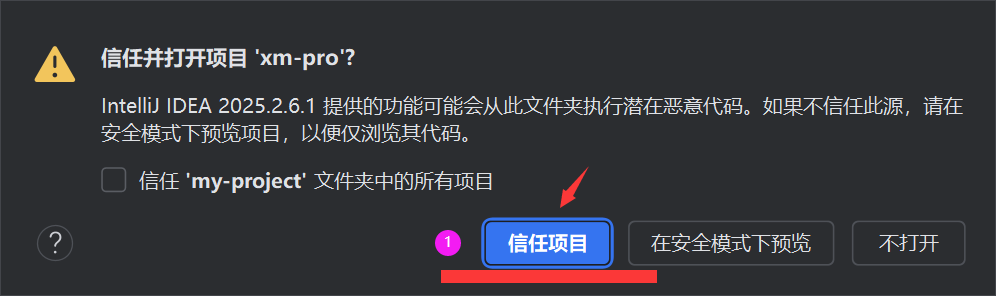 信任并打开项目 'xm-pro'?
IntelliJ IDEA 2025.2.6.1 提供的功能可能会从此文件夹执行潜在恶意代码。如果不信任此源，请在
安全模式下预览项目，以便仅浏览其代码。
信任 'my-project' 文件夹中的所有项目
? 1 信任项目 在安全模式下预览 不打开